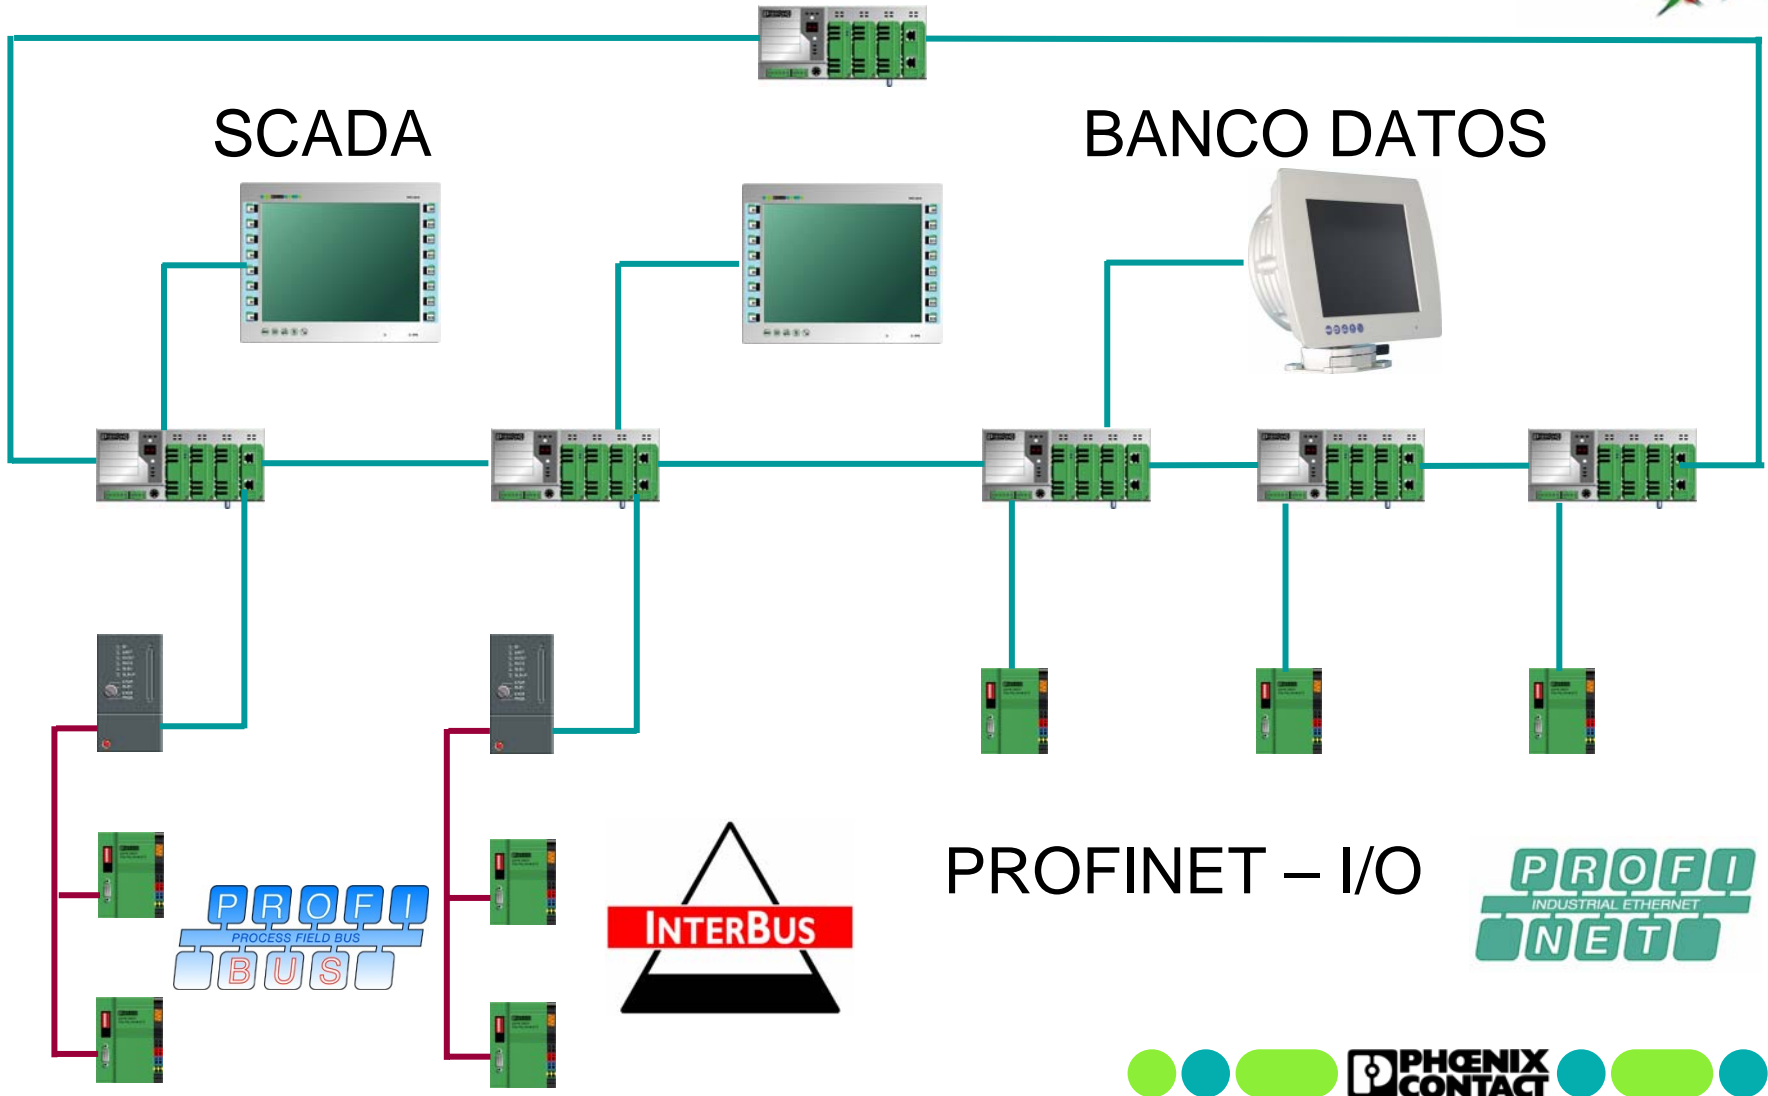 SCADA
BANCO DATOS
PROFINET – I/O
PROFI
PROCESS FIELD BUS
BUS
INTERBUS
PROFI
INDUSTRIAL ETHERNET
NET
PHŒNIX
CONTACT